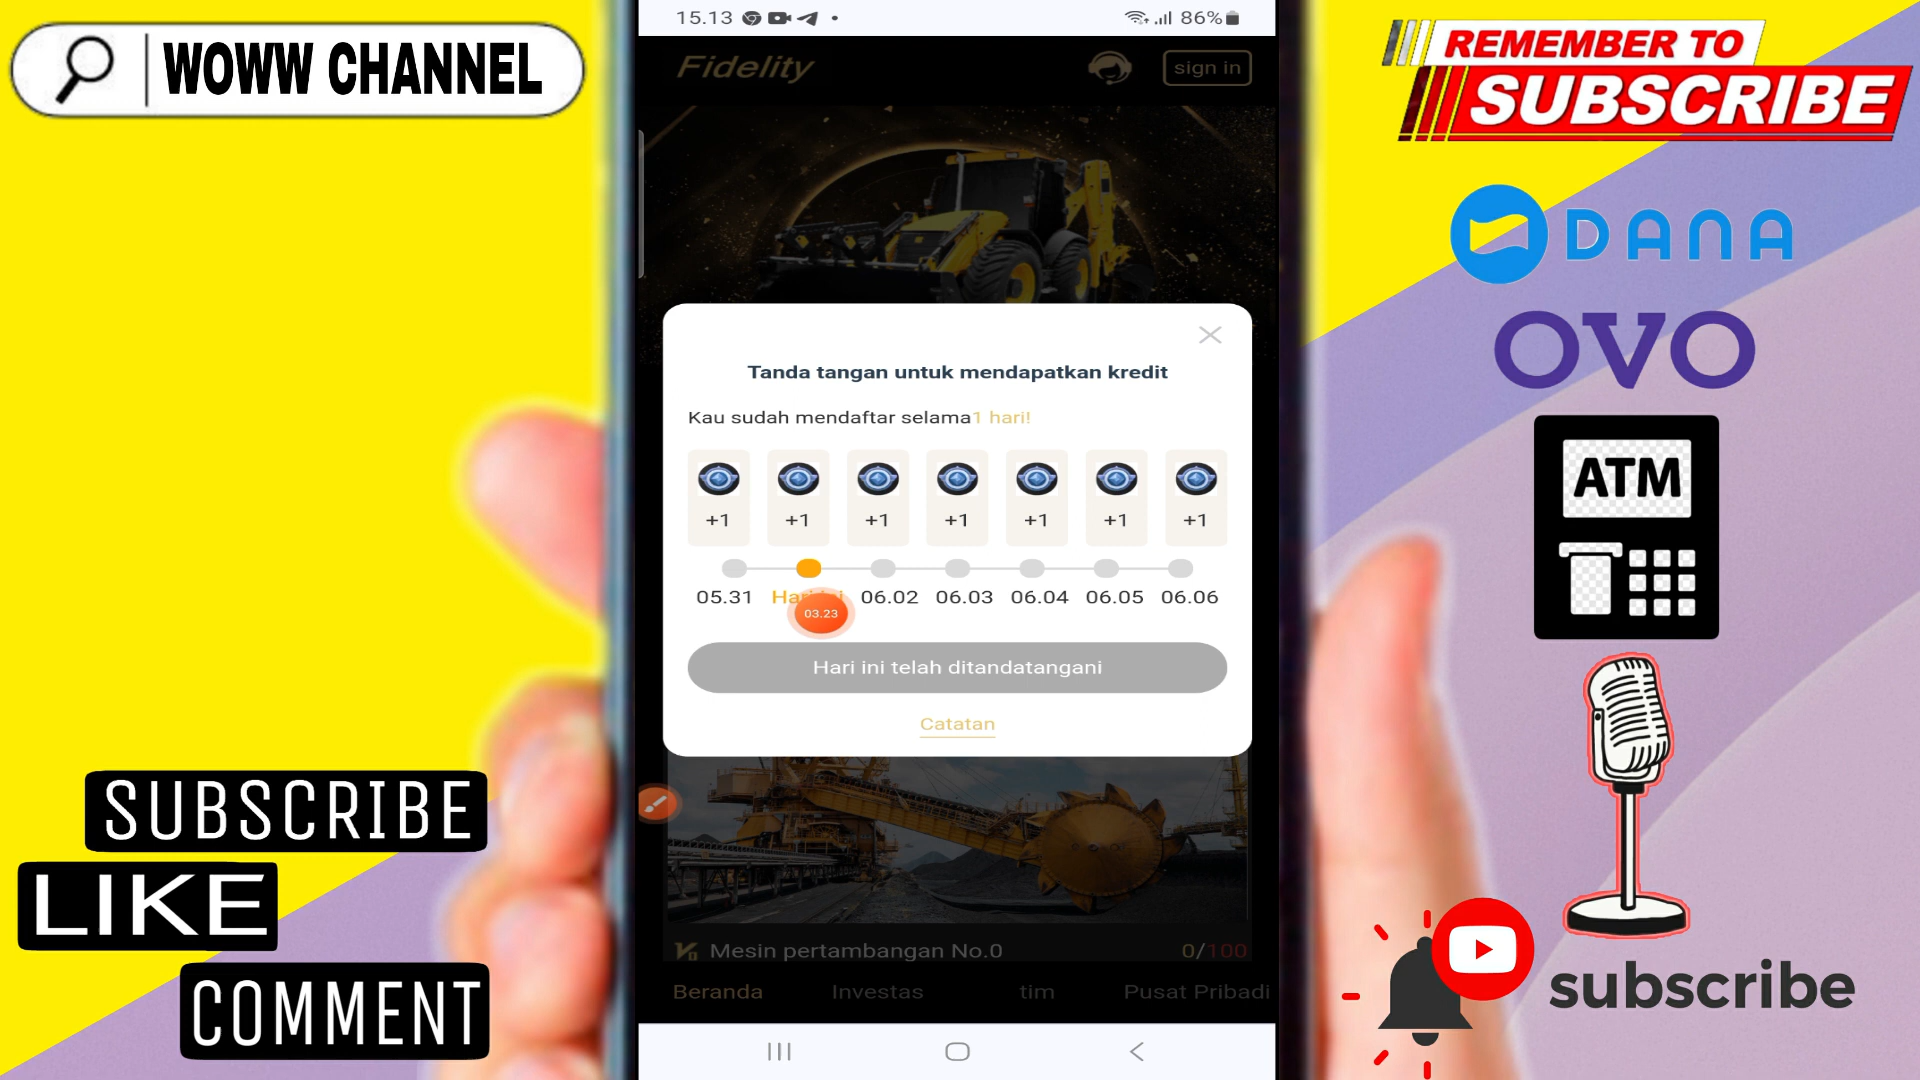 WOWW CHANNEL
15.13
86%
Fidelity
sign in
Tanda tangan untuk mendapatkan kredit
Kau sudah mendaftar selama1 hari!
+1 +1 +1 +1 +1 +1 +1
05.31 06.02 06.03 06.04 06.05 06.06
03.23
Hari ini telah ditandatangani
Catatan
Mesin pertambangan No.0 0/100
Beranda Investas tim Pusat Pribadi
REMEMBER TO
SUBSCRIBE
DANA
OVO
ATM
subscribe
SUBSCRIBE
LIKE
COMMENT